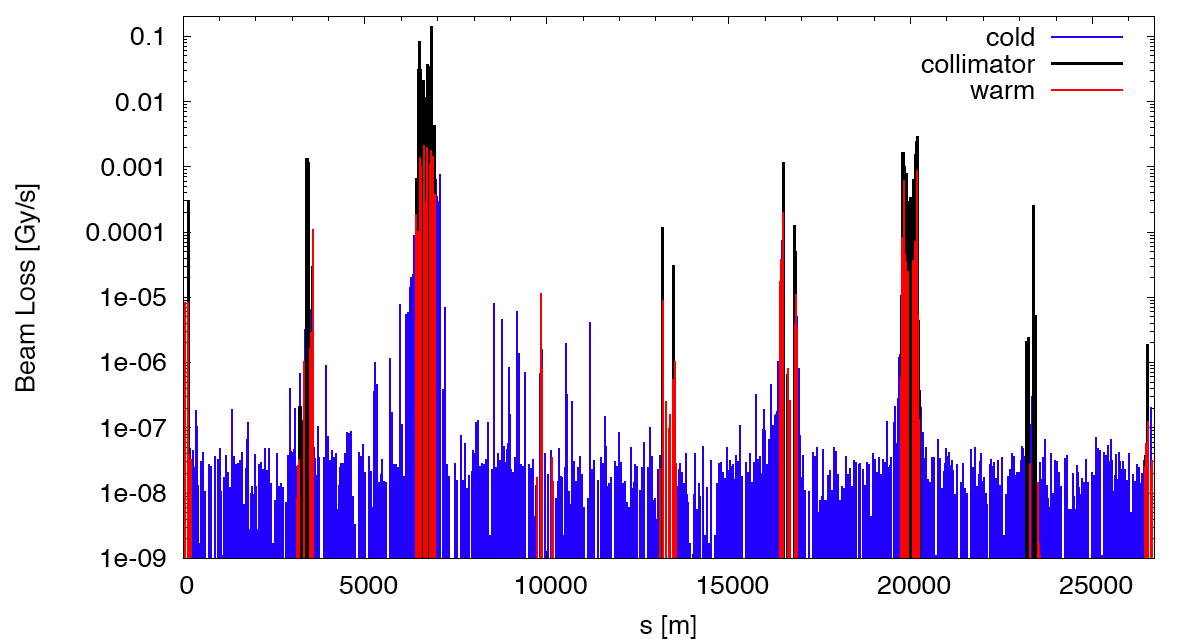 cold
collimator
warm
0.1
0.01
0.001
0.0001
1e-05
1e-06
1e-07
1e-08
1e-09
Beam Loss [Gy/s]
0 5000 10000 15000 20000 25000
s [m]